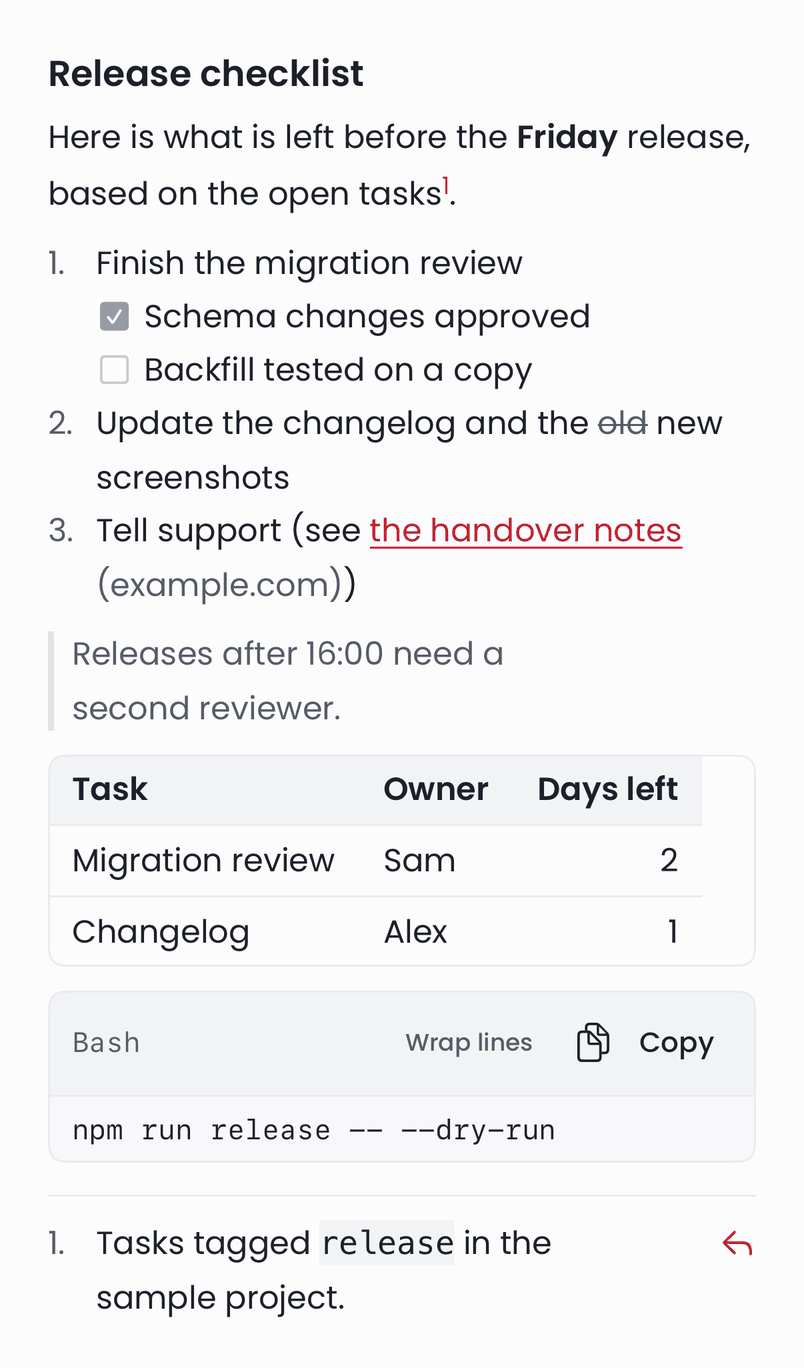 Release checklist
Here is what is left before the Friday release,
based on the open tasks1.
1. Finish the migration review
Schema changes approved
Backfill tested on a copy
2. Update the changelog and the old new
screenshots
3. Tell support (see the handover notes
(example.com))
Releases after 16:00 need a
second reviewer.
Task Owner Days left
Migration review Sam 2
Changelog Alex 1
Bash Wrap lines Copy
npm run release -- --dry-run
1. Tasks tagged release in the
sample project.